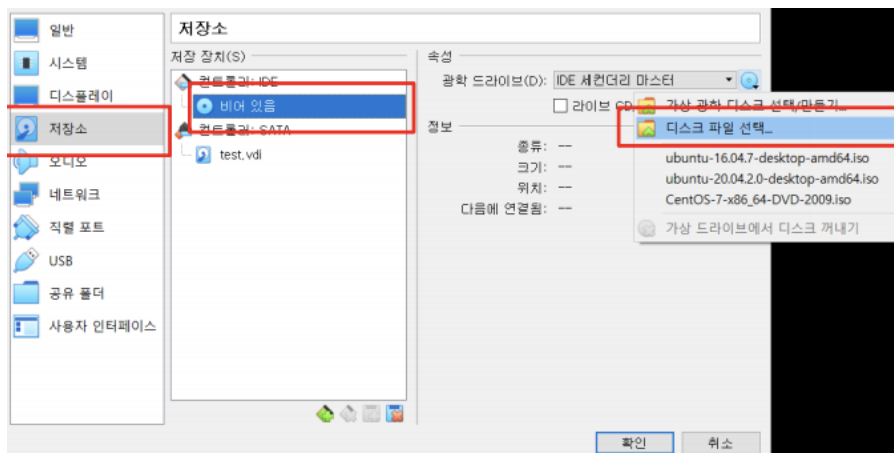 일반
시스템
디스플레이
저장소
오디오
네트워크
직렬 포트
USB
공유 폴더
사용자 인터페이스
저장소
저장 장치(S)
컨트롤러: IDE
비어 있음
컨트롤러: SATA
test.vdi
속성
광학 드라이브(D): IDE 세컨더리 마스터
라이브 CD
가상 광학 디스크 선택/만들기...
디스크 파일 선택...
ubuntu-16.04.7-desktop-amd64.iso
ubuntu-20.04.2.0-desktop-amd64.iso
CentOS-7-x86_64-DVD-2009.iso
가상 드라이브에서 디스크 꺼내기
정보
종류: --
크기: --
위치: --
다음에 연결됨: --
확인
취소